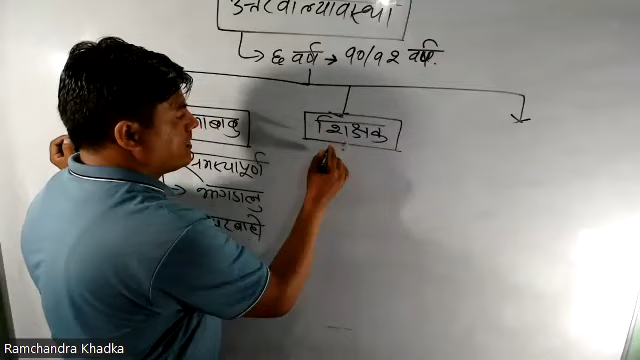 उत्तरबाल्यावस्था
६ वर्ष → १०/१२ वर्ष
शिक्षक
समस्यापूर्ण
झगडालु
Ramchandra Khadka